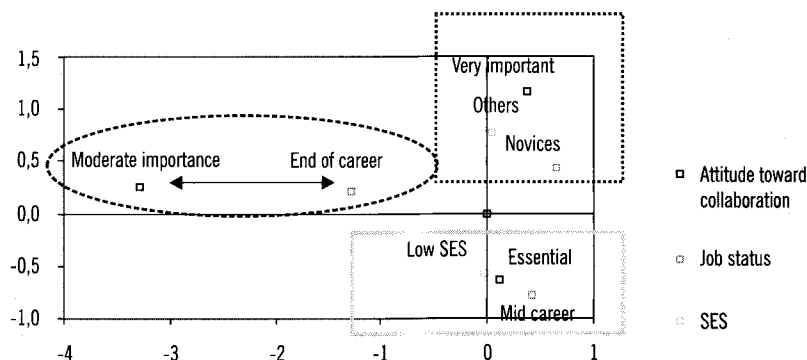 1,5
Very important
1,0
Others
Novices
0,5
Moderate importance End of career
Attitude toward
collaboration
0,0
Low SES Essential
Job status
-0,5
Mid career
SES
-1,0
-4 -3 -2 -1 0 1